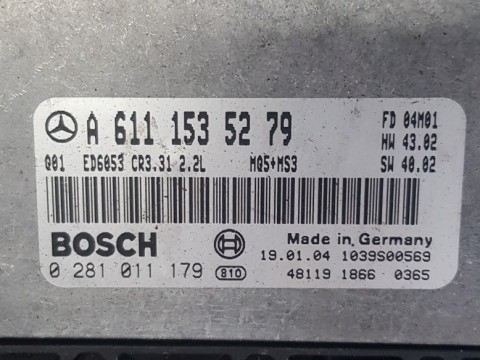 A 611 153 52 79 FD 04M01
HW 43.02
Q01 ED6053 CR3.31 2.2L MQ5+MS3 SW 40.02
BOSCH Made in Germany
19.01.04 1039S00569
0 281 011 179 810 48119 1866 0365